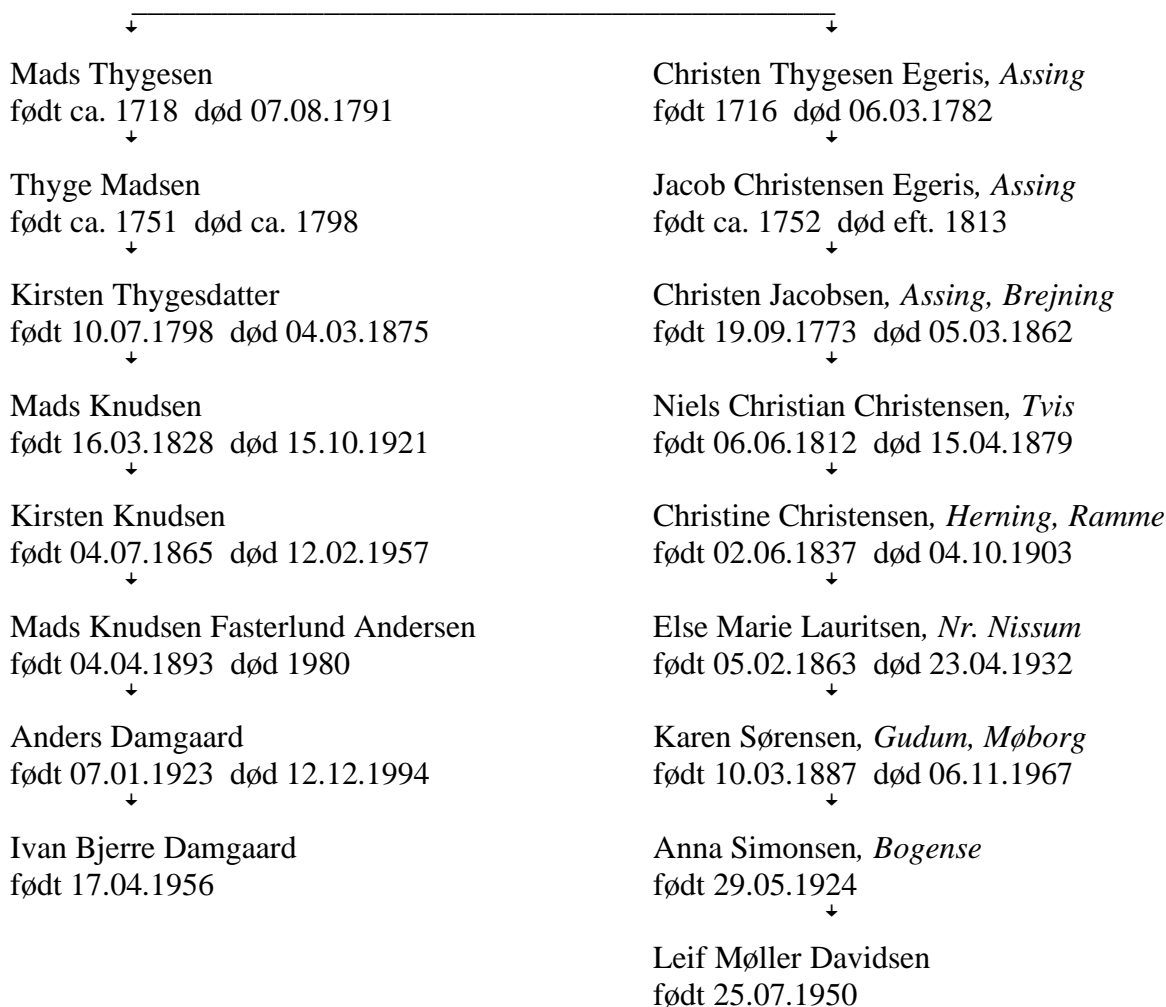 Mads Thygesen
født ca. 1718 død 07.08.1791
Thyge Madsen
født ca. 1751 død ca. 1798
Kirsten Thygesdatter
født 10.07.1798 død 04.03.1875
Mads Knudsen
født 16.03.1828 død 15.10.1921
Kirsten Knudsen
født 04.07.1865 død 12.02.1957
Mads Knudsen Fasterlund Andersen
født 04.04.1893 død 1980
Anders Damgaard
født 07.01.1923 død 12.12.1994
Ivan Bjerre Damgaard
født 17.04.1956
Christen Thygesen Egeris, Assing
født 1716 død 06.03.1782
Jacob Christensen Egeris, Assing
født ca. 1752 død eft. 1813
Christen Jacobsen, Assing, Brejning
født 19.09.1773 død 05.03.1862
Niels Christian Christensen, Tvis
født 06.06.1812 død 15.04.1879
Christine Christensen, Herning, Ramme
født 02.06.1837 død 04.10.1903
Else Marie Lauritsen, Nr. Nissum
født 05.02.1863 død 23.04.1932
Karen Sørensen, Gudum, Møborg
født 10.03.1887 død 06.11.1967
Anna Simonsen, Bogense
født 29.05.1924
Leif Møller Davidsen
født 25.07.1950